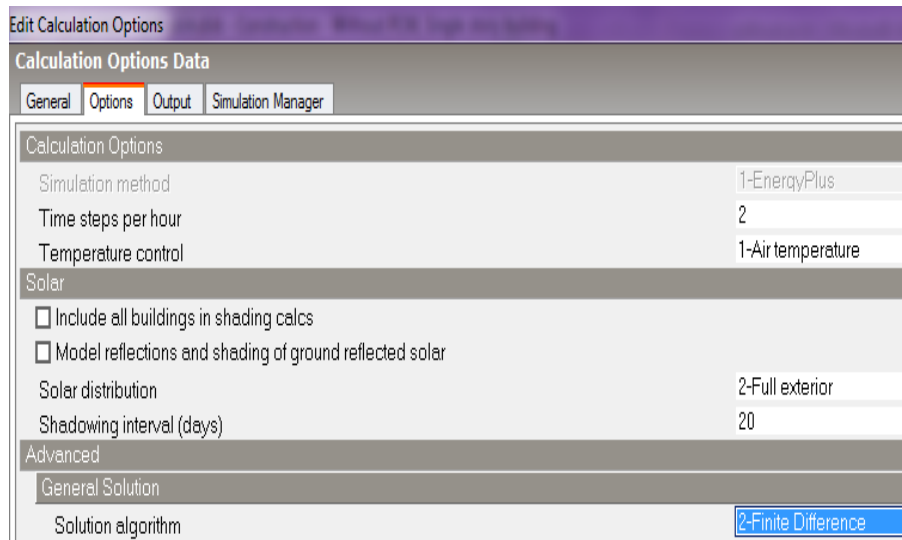 Edit Calculation Options
Calculation Options Data
General Options Output Simulation Manager
Calculation Options
Simulation method 1-EnergyPlus
Time steps per hour 2
Temperature control 1-Air temperature
Solar
Include all buildings in shading calcs
Model reflections and shading of ground reflected solar
Solar distribution 2-Full exterior
Shadowing interval (days) 20
Advanced
General Solution
Solution algorithm 2-Finite Difference